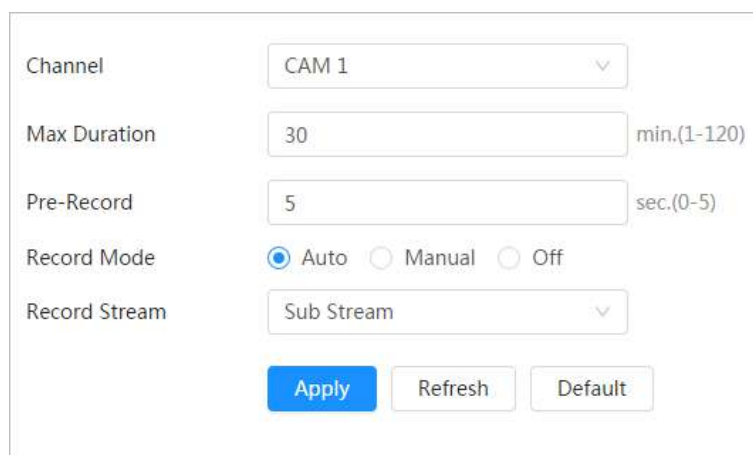 Channel CAM 1
Max Duration 30 min.(1-120)
Pre-Record 5 sec.(0-5)
Record Mode Auto Manual Off
Record Stream Sub Stream
Apply Refresh Default